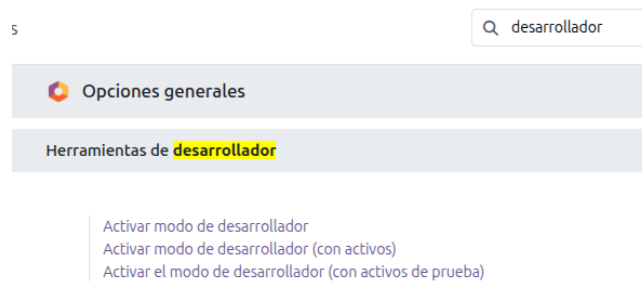 s
desarrollador
Opciones generales
Herramientas de desarrollador
Activar modo de desarrollador
Activar modo de desarrollador (con activos)
Activar el modo de desarrollador (con activos de prueba)